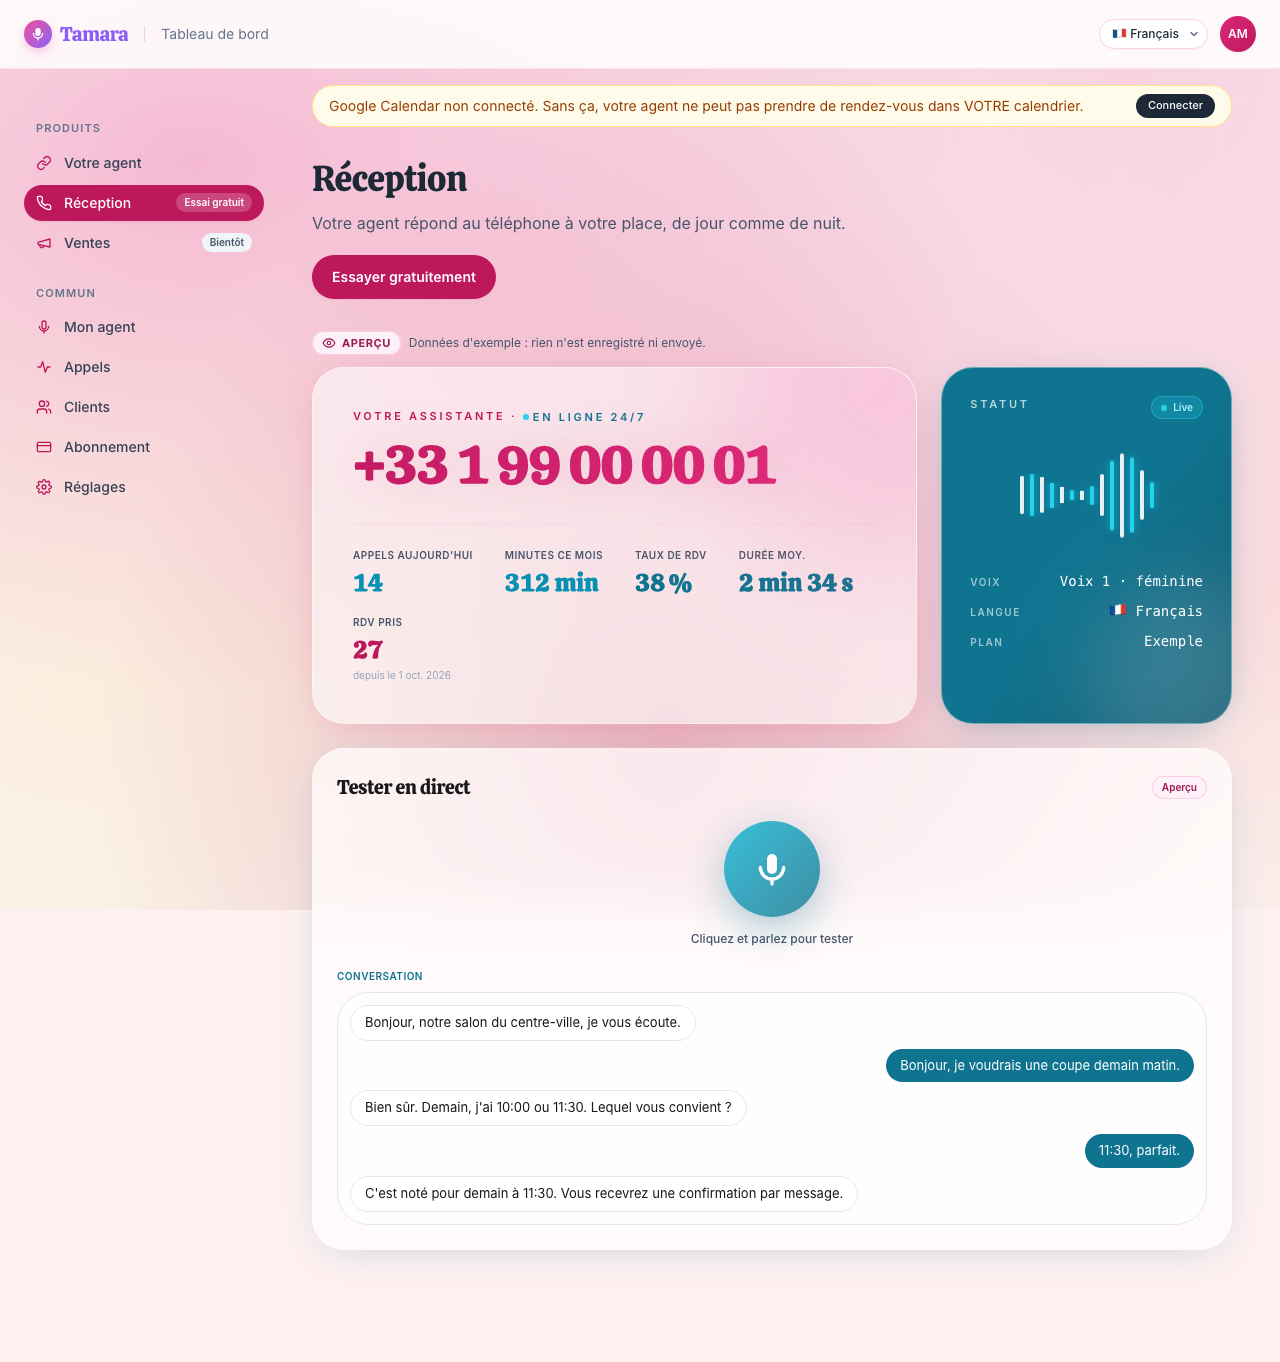 Tamara
Tableau de bord
Français
AM
Google Calendar non connecté. Sans ça, votre agent ne peut pas prendre de rendez-vous dans VOTRE calendrier.
Connecter
PRODUITS
Votre agent
Réception
Essai gratuit
Ventes
Bientôt
COMMUN
Mon agent
Appels
Clients
Abonnement
Réglages
Réception
Votre agent répond au téléphone à votre place, de jour comme de nuit.
Essayer gratuitement
APERÇU
Données d'exemple : rien n'est enregistré ni envoyé.
VOTRE ASSISTANTE · EN LIGNE 24/7
+33 1 99 00 00 01
APPELS AUJOURD'HUI
14
MINUTES CE MOIS
312 min
TAUX DE RDV
38 %
DURÉE MOY.
2 min 34 s
RDV PRIS
27
depuis le 1 oct. 2026
STATUT
Live
VOIX
Voix 1 · féminine
LANGUE
Français
PLAN
Exemple
Tester en direct
Aperçu
Cliquez et parlez pour tester
CONVERSATION
Bonjour, notre salon du centre-ville, je vous écoute.
Bonjour, je voudrais une coupe demain matin.
Bien sûr. Demain, j'ai 10:00 ou 11:30. Lequel vous convient ?
11:30, parfait.
C'est noté pour demain à 11:30. Vous recevrez une confirmation par message.